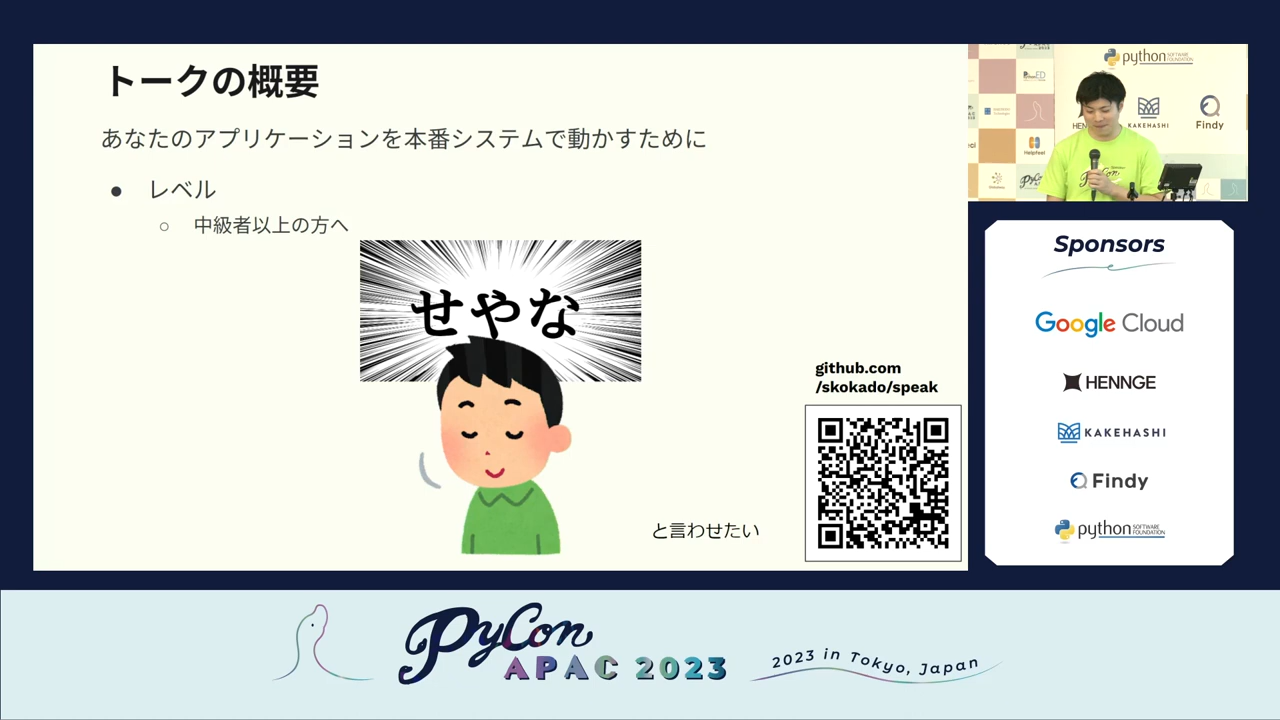 トークの概要
あなたのアプリケーションを本番システムで動かすために
● レベル
○ 中級者以上の方へ
せやな
と言わせたい
github.com
/skokado/speak
python SOFTWARE FOUNDATION
KAKEHASHI
Findy
Helpfeel
Sponsors
Google Cloud
HENNGE
KAKEHASHI
Findy
python SOFTWARE FOUNDATION
PyCon
APAC 2023
2023 in Tokyo, Japan